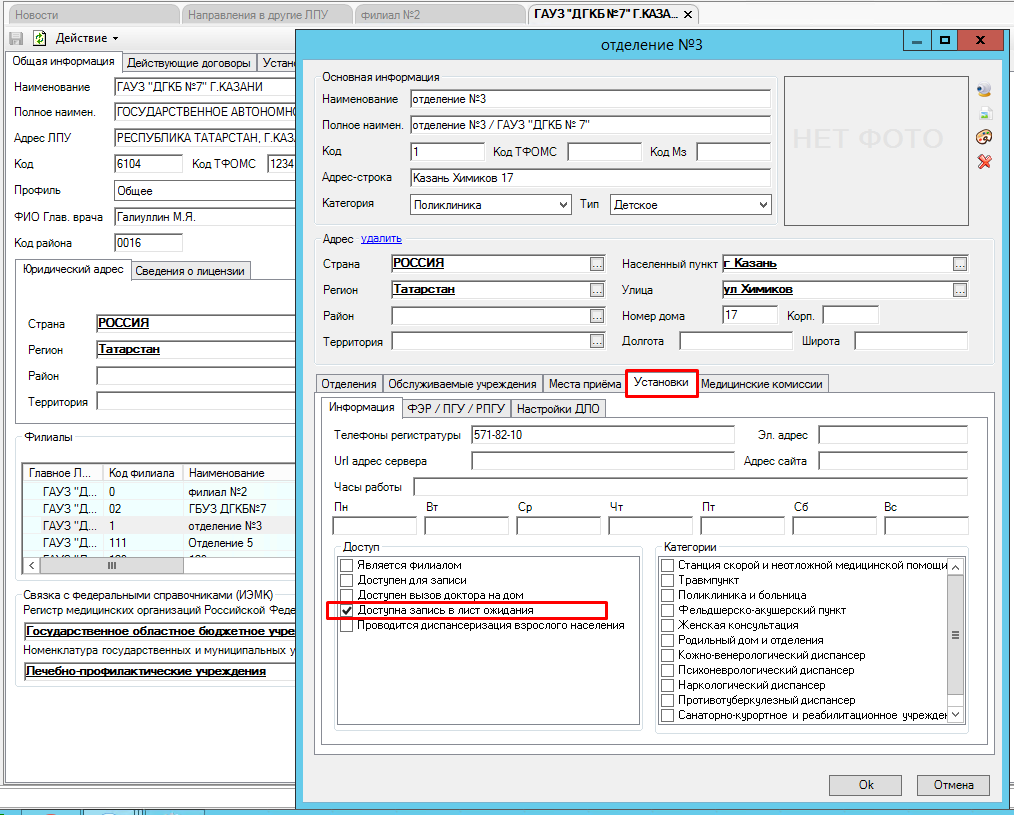 Новости
Направления в другие ЛПУ
филиал №2
ГАУЗ "ДГКБ №7" Г.КАЗА...
Действие
Общая информация
Действующие договоры
Устан
Наименование
ГАУЗ "ДГКБ №7" Г.КАЗАНИ
Полное наимен.
ГОСУДАРСТВЕННОЕ АВТОНОМНО
Адрес ЛПУ
РЕСПУБЛИКА ТАТАРСТАН, Г.КАЗ
Код
6104
Код ТФОМС
1234
Профиль
Общее
ФИО Глав. врача
Галиуллин М.Я.
Код района
0016
Юридический адрес
Сведения о лицензии
Страна
РОССИЯ
Регион
Татарстан
Район
Территория
Филиалы
Главное Л...
Код филиала
Наименование
ГАУЗ "Д...
0
филиал №2
ГАУЗ "Д...
02
ГБУЗ ДГКБ№7
ГАУЗ "Д...
1
отделение №3
ГАУЗ "Д...
111
Отделение 5
Связка с федеральными справочниками (ИЭМК)
Регистр медицинских организаций Российской Феде
Государственное областное бюджетное учре
Номенклатура государственных и муниципальных у
Лечебно-профилактические учреждения
отделение №3
Основная информация
Наименование
отделение №3
Полное наимен.
отделение №3 / ГАУЗ "ДГКБ № 7"
Код
1
Код ТФОМС
Код Мз
Адрес-строка
Казань Химиков 17
Категория
Поликлиника
Тип
Детское
НЕТ ФОТО
Адрес
удалить
Страна
РОССИЯ
Населенный пункт
г Казань
Регион
Татарстан
Улица
ул Химиков
Район
Номер дома
17
Корп.
Территория
Долгота
Широта
Отделения
Обслуживаемые учреждения
Места приёма
Установки
Медицинские комиссии
Информация
ФЭР / ПГУ / РПГУ
Настройки ДЛО
Телефоны регистратуры
571-82-10
Эл. адрес
Url адрес сервера
Адрес сайта
Часы работы
Пн
Вт
Ср
Чт
Пт
Сб
Вс
Доступ
Является филиалом
Доступен для записи
Доступен вызов доктора на дом
Доступна запись в лист ожидания
Проводится диспансеризация взрослого населения
Категории
Станция скорой и неотложной медицинской помощи
Травмпункт
Поликлиника и больница
Фельдшерско-акушерский пункт
Женская консультация
Родильный дом и отделения
Кожно-венерологический диспансер
Психоневрологический диспансер
Наркологический диспансер
Противотуберкулезный диспансер
Санаторно-курортное и реабилитационное учрежде
Ok
Отмена